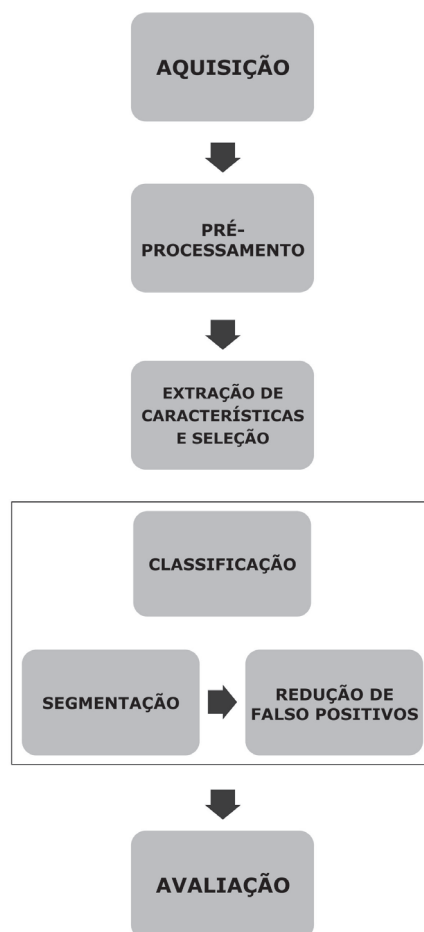 AQUISIÇÃO
PRÉ-
PROCESSAMENTO
EXTRAÇÃO DE
CARACTERÍSTICAS
E SELEÇÃO
CLASSIFICAÇÃO
SEGMENTAÇÃO
REDUÇÃO DE
FALSO POSITIVOS
AVALIAÇÃO